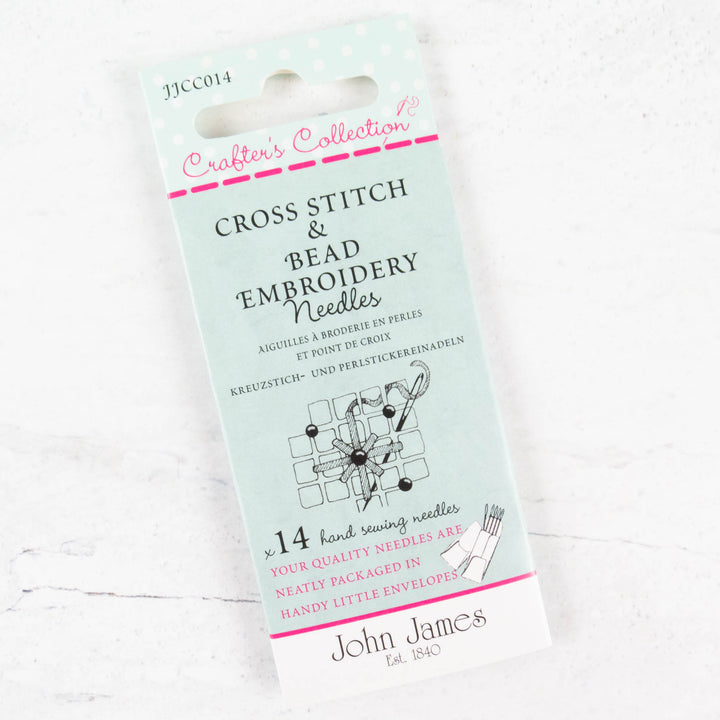 JJCC014
Crafter's Collection
CROSS STITCH
&
BEAD
EMBROIDERY
Needles
AIGUILLES À BRODERIE EN PERLES
ET POINT DE CROIX
KREUZSTICH- UND PERLSTICKEREINADELN
x14 hand sewing needles
YOUR QUALITY NEEDLES ARE
NEATLY PACKAGED IN
HANDY LITTLE ENVELOPES
John James
Est. 1840